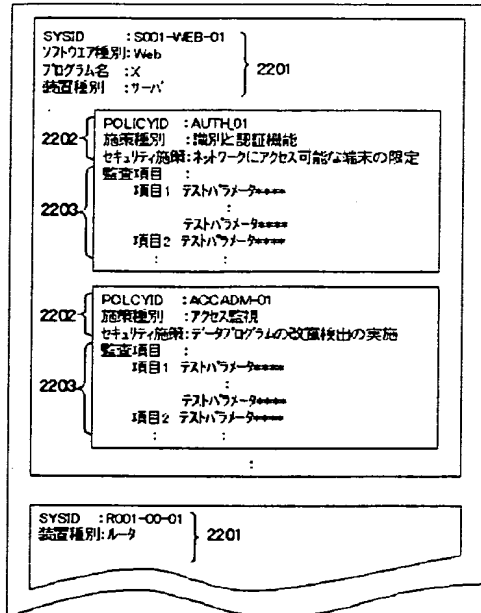 SYSID :S001-WEB-01
ソフトウエア種別:Web
プログラム名 :X
装置種別 :サーバ
2201
2202
POLICYID :AUTH_01
施策種別 :識別と認証機能
セキュリティ施策:ネットワークにアクセス可能な端末の限定
2203
監査項目 :
項目1 テストパラメータ****
:
テストパラメータ****
項目2 テストパラメータ****
: :
2202
POLCYID :ACCADM-01
施策種別 :アクセス監視
セキュリティ施策:データプログラムの改竄検出の実施
2203
監査項目 :
項目1 テストパラメータ****
:
テストパラメータ****
項目2 テストパラメータ****
: :
:
SYSID :R001-00-01
装置種別:ルータ
2201